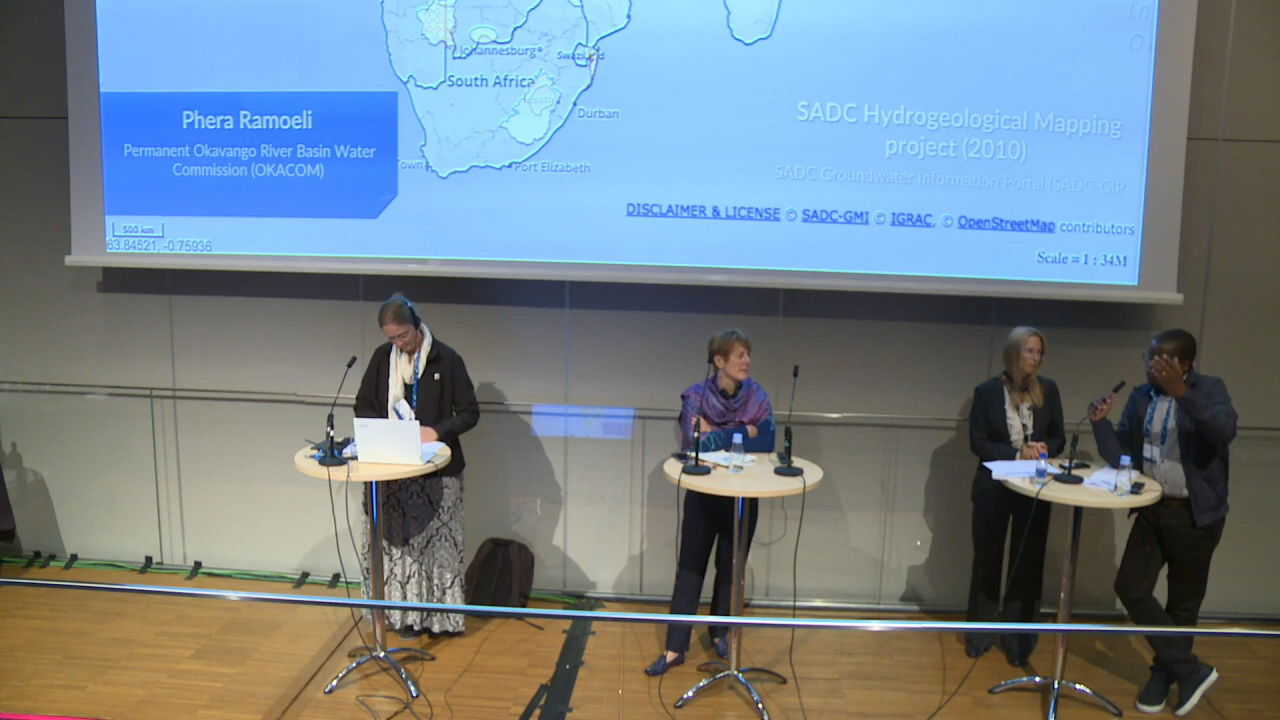 Johannesburg
Swaziland
South Africa
Lesotho
Durban
Town
Port Elizabeth
Phera Ramoeli
Permanent Okavango River Basin Water
Commission (OKACOM)
SADC Hydrogeological Mapping
project (2010)
SADC Groundwater Information Portal (SADC-GIP)
DISCLAIMER & LICENSE © SADC-GMI © IGRAC, © OpenStreetMap contributors
500 km
63.84521, -0.75936
Scale = 1 : 34M